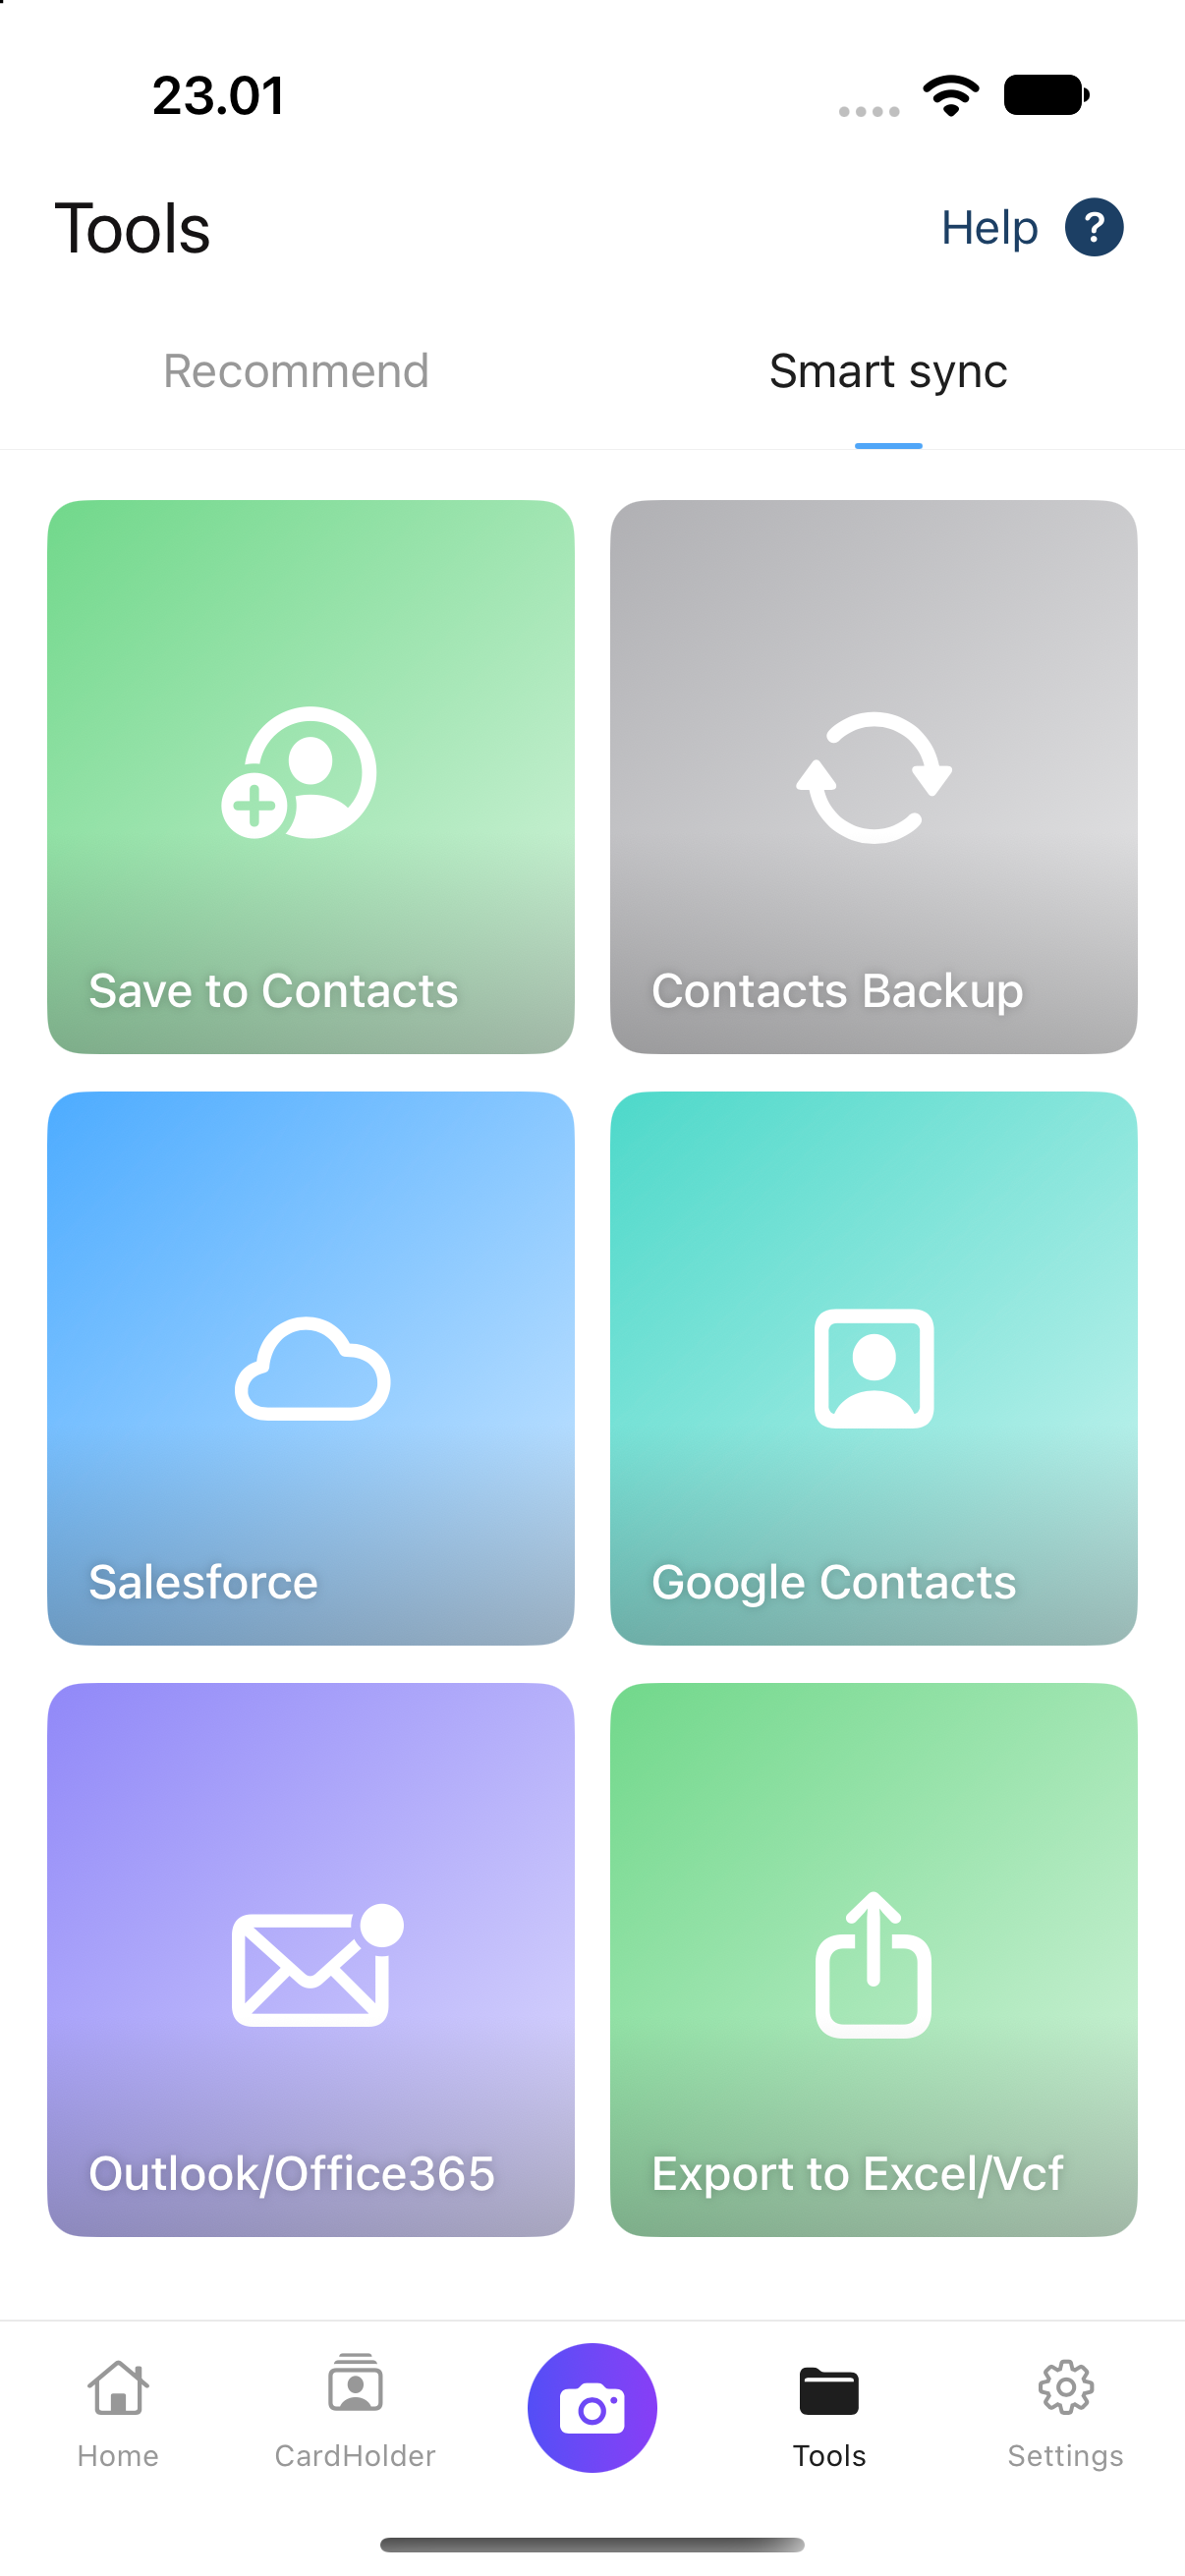 23.01
Tools
Help ?
Recommend
Smart sync
Save to Contacts
Contacts Backup
Salesforce
Google Contacts
Outlook/Office365
Export to Excel/Vcf
Home
CardHolder
Tools
Settings